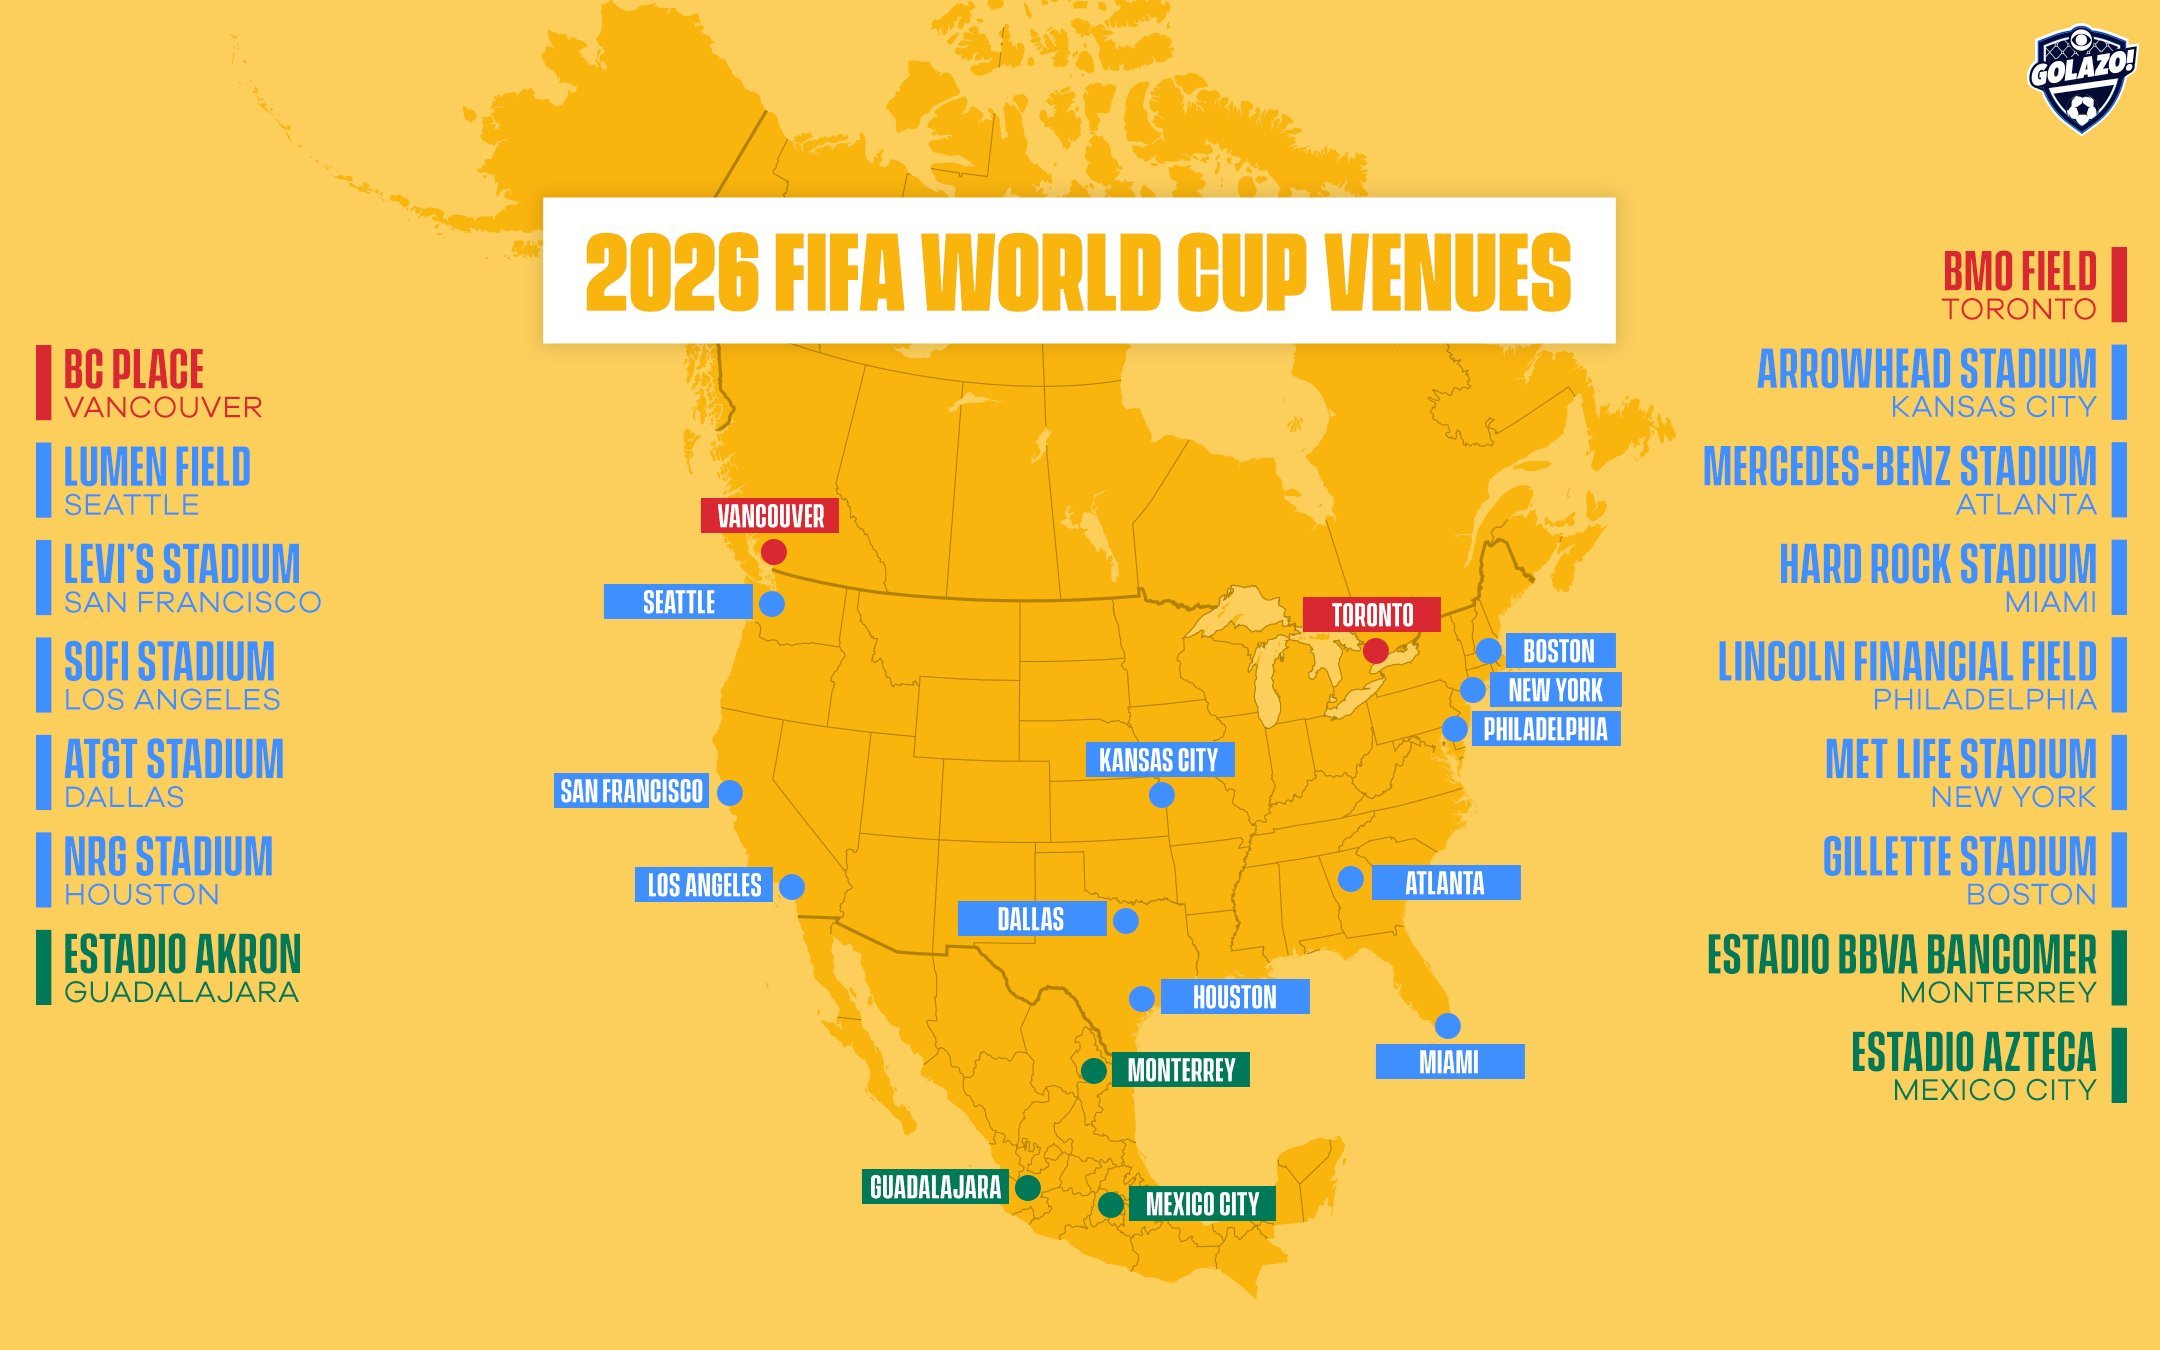 GOLAZO!
2026 FIFA WORLD CUP VENUES
BC PLACE
VANCOUVER
LUMEN FIELD
SEATTLE
LEVI'S STADIUM
SAN FRANCISCO
SOFI STADIUM
LOS ANGELES
AT&T STADIUM
DALLAS
NRG STADIUM
HOUSTON
ESTADIO AKRON
GUADALAJARA
VANCOUVER
SEATTLE
TORONTO
BOSTON
NEW YORK
PHILADELPHIA
KANSAS CITY
SAN FRANCISCO
LOS ANGELES
ATLANTA
DALLAS
HOUSTON
MIAMI
MONTERREY
GUADALAJARA
MEXICO CITY
BMO FIELD
TORONTO
ARROWHEAD STADIUM
KANSAS CITY
MERCEDES-BENZ STADIUM
ATLANTA
HARD ROCK STADIUM
MIAMI
LINCOLN FINANCIAL FIELD
PHILADELPHIA
MET LIFE STADIUM
NEW YORK
GILLETTE STADIUM
BOSTON
ESTADIO BBVA BANCOMER
MONTERREY
ESTADIO AZTECA
MEXICO CITY